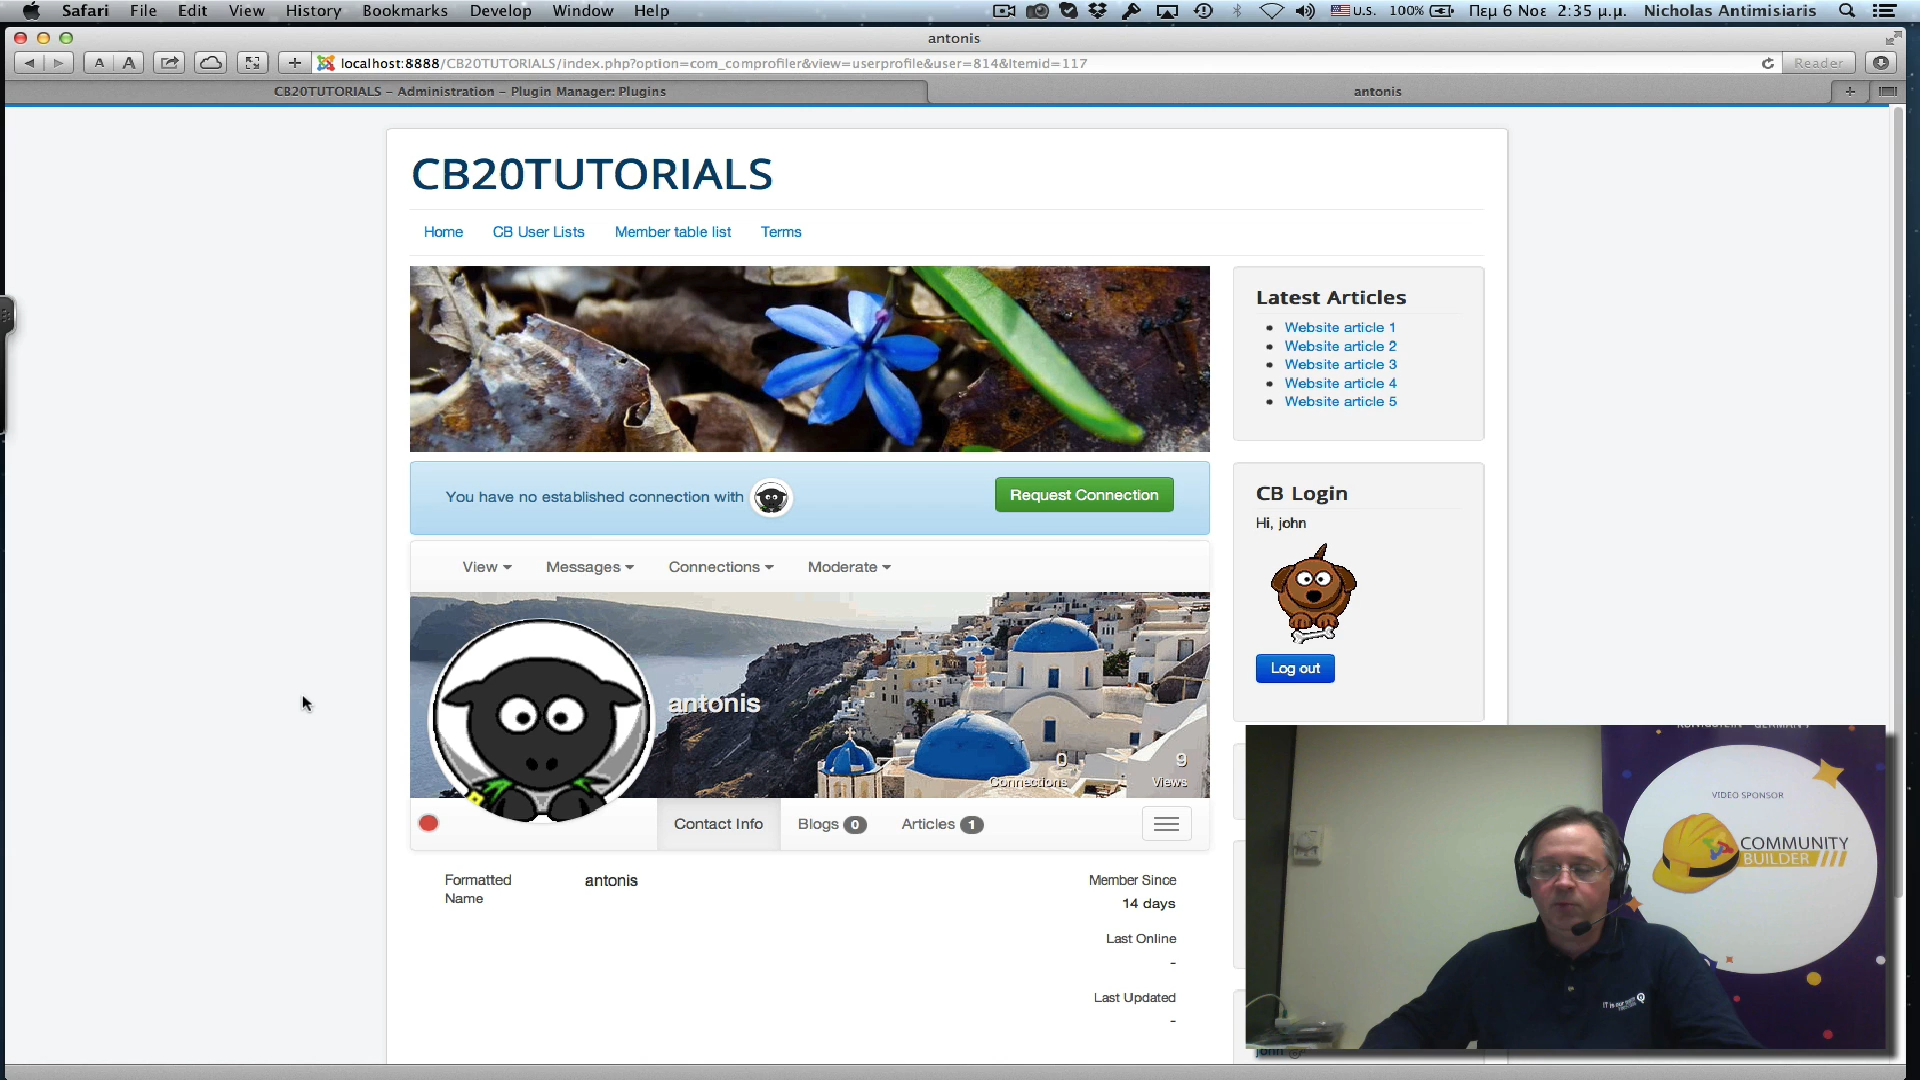 Safari File Edit View History Bookmarks Develop Window Help U.S. 100% Πεμ 6 Νοε 2:35 μ.μ. Nicholas Antimisiaris
antonis
A A localhost:8888/CB20TUTORIALS/index.php?option=com_comprofiler&view=userprofile&user=814&Itemid=117 Reader
CB20TUTORIALS – Administration – Plugin Manager: Plugins antonis
CB20TUTORIALS
Home CB User Lists Member table list Terms
Latest Articles
Website article 1
Website article 2
Website article 3
Website article 4
Website article 5
You have no established connection with Request Connection
CB Login
Hi, john
Log out
View Messages Connections Moderate
antonis
0 9
Connections Views
Contact Info Blogs 0 Articles 1
Formatted Name antonis
Member Since
14 days
Last Online
-
Last Updated
-
VIDEO SPONSOR
COMMUNITY
BUILDER
john